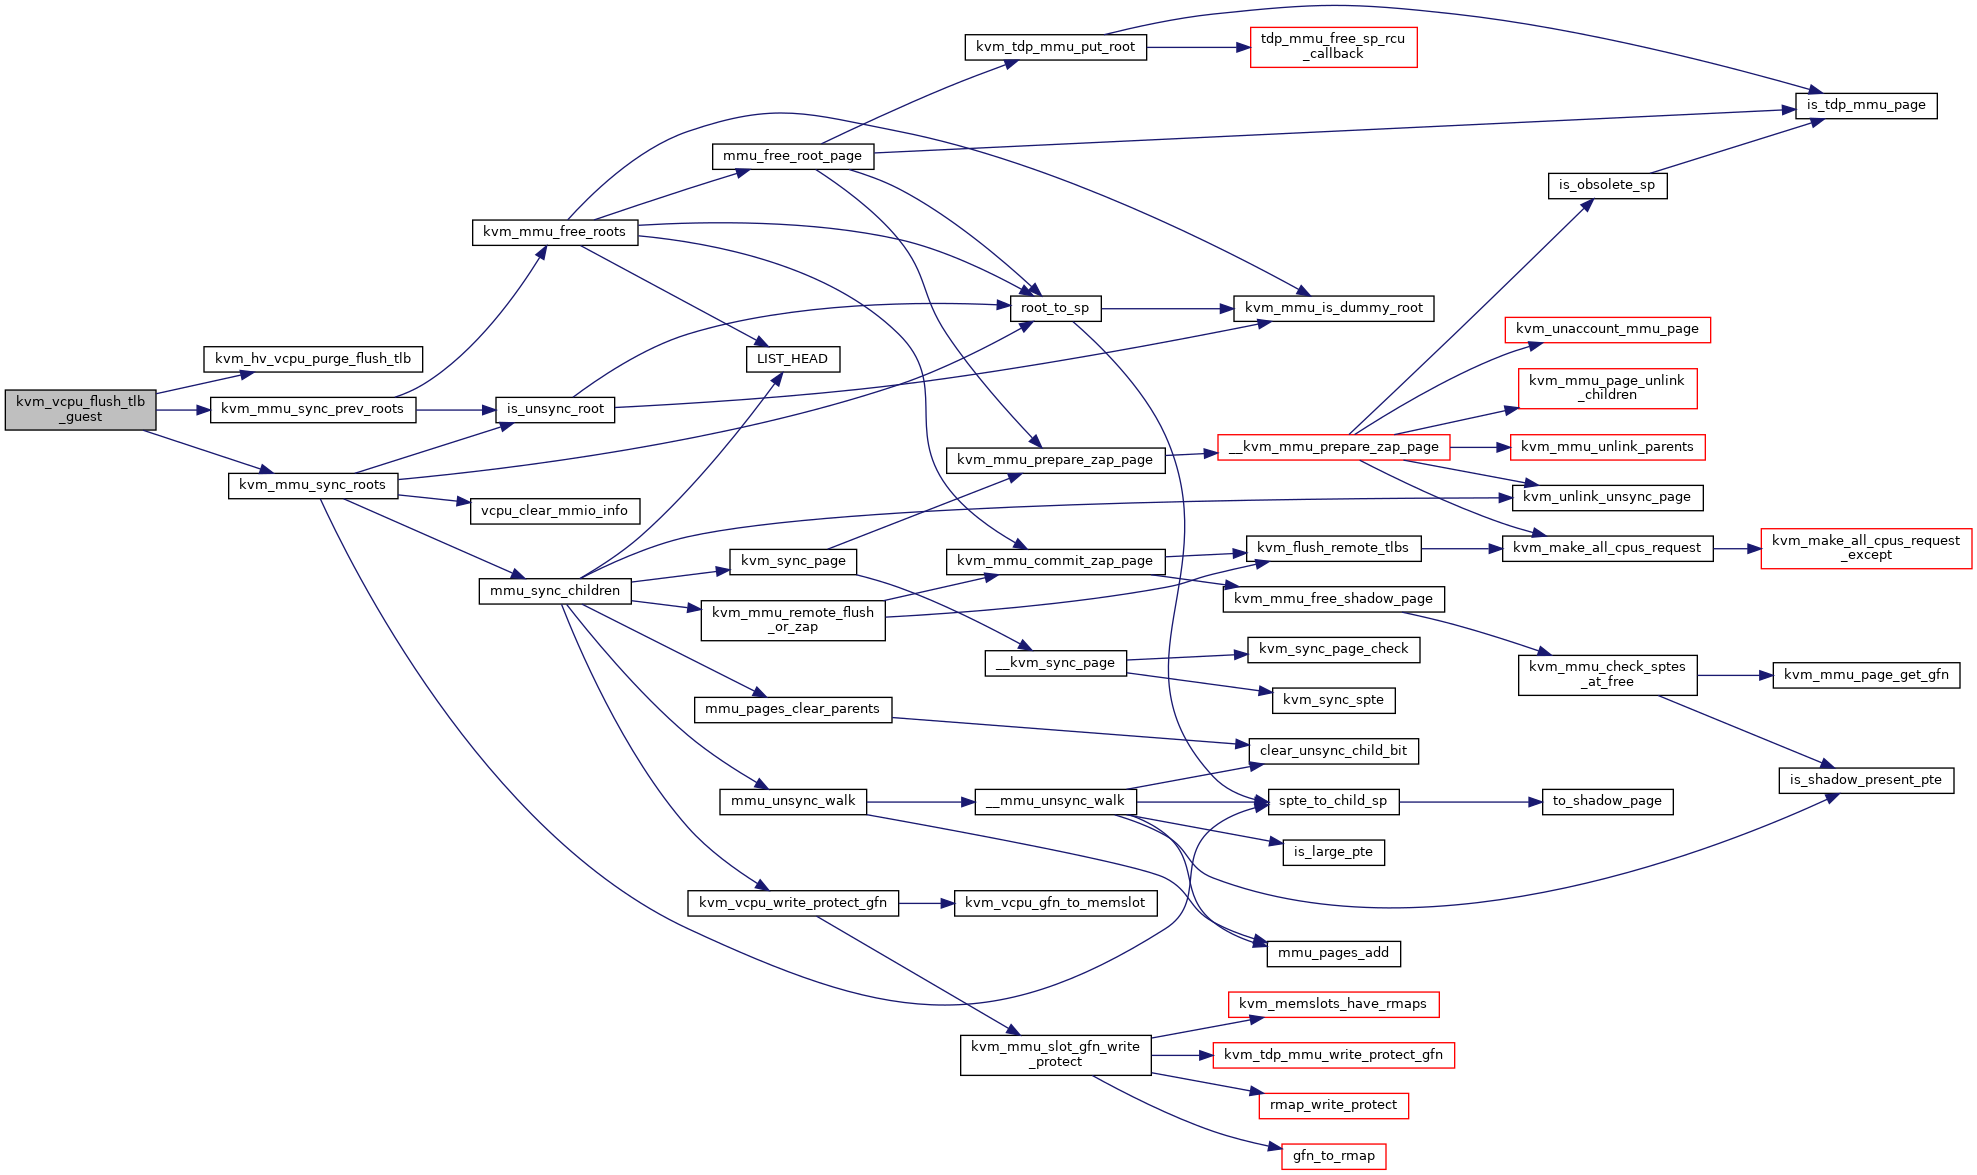 kvm_vcpu_flush_tlb
_guest
kvm_hv_vcpu_purge_flush_tlb
kvm_mmu_sync_prev_roots
kvm_mmu_sync_roots
kvm_mmu_free_roots
is_unsync_root
vcpu_clear_mmio_info
mmu_sync_children
mmu_free_root_page
LIST_HEAD
kvm_sync_page
kvm_mmu_remote_flush
_or_zap
mmu_pages_clear_parents
mmu_unsync_walk
kvm_vcpu_write_protect_gfn
kvm_tdp_mmu_put_root
root_to_sp
kvm_mmu_prepare_zap_page
kvm_mmu_commit_zap_page
__kvm_sync_page
__mmu_unsync_walk
kvm_vcpu_gfn_to_memslot
kvm_mmu_slot_gfn_write
_protect
tdp_mmu_free_sp_rcu
_callback
kvm_mmu_is_dummy_root
__kvm_mmu_prepare_zap_page
kvm_flush_remote_tlbs
kvm_mmu_free_shadow_page
kvm_sync_page_check
kvm_sync_spte
clear_unsync_child_bit
spte_to_child_sp
is_large_pte
mmu_pages_add
kvm_memslots_have_rmaps
kvm_tdp_mmu_write_protect_gfn
rmap_write_protect
gfn_to_rmap
is_obsolete_sp
kvm_unaccount_mmu_page
kvm_mmu_page_unlink
_children
kvm_mmu_unlink_parents
kvm_unlink_unsync_page
kvm_make_all_cpus_request
kvm_mmu_check_sptes
_at_free
to_shadow_page
is_tdp_mmu_page
kvm_make_all_cpus_request
_except
kvm_mmu_page_get_gfn
is_shadow_present_pte